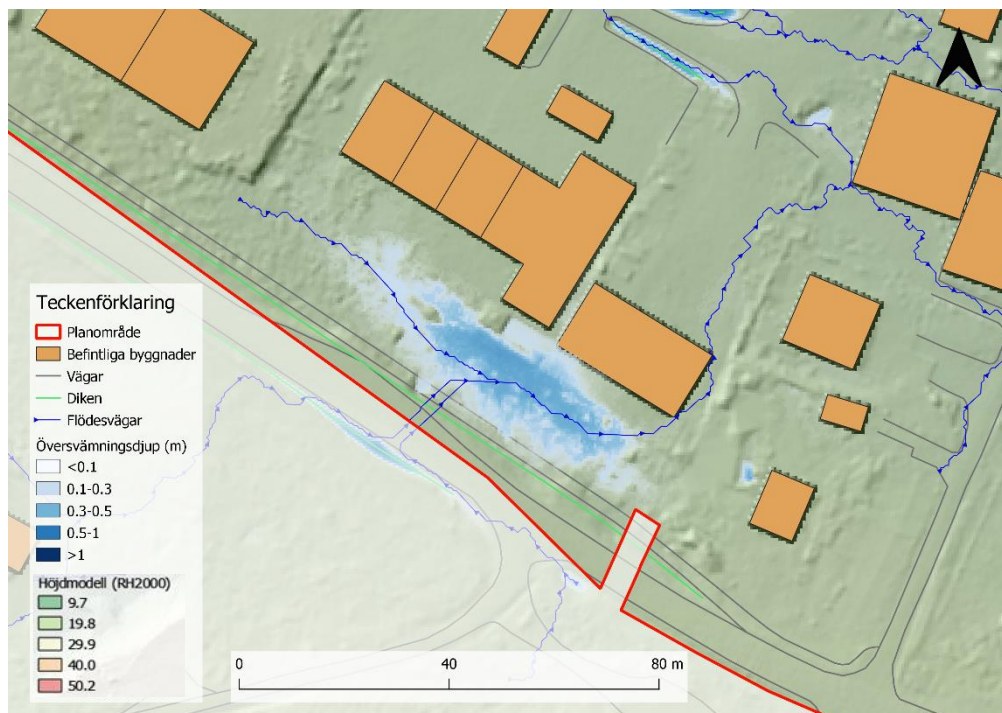 Teckenförklaring
Planområde
Befintliga byggnader
Vägar
Diken
Flödesvägar
Översvämningsdjup (m)
<0.1
0.1-0.3
0.3-0.5
0.5-1
>1
Höjdmodell (RH2000)
9.7
19.8
29.9
40.0
50.2
0 40 80 m